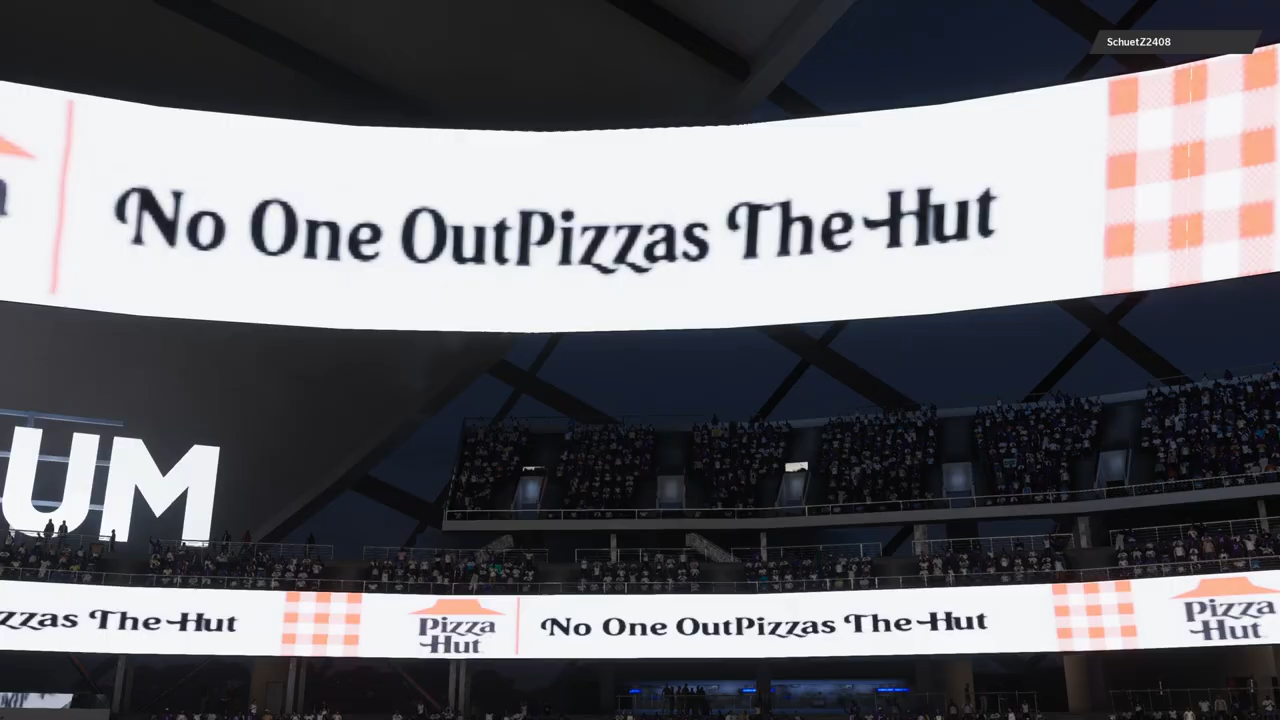 SchuetZ2408
No One OutPizzas The Hut
UM
zzas The Hut
Pizza
Hut
No One OutPizzas The Hut
Pizza
Hut